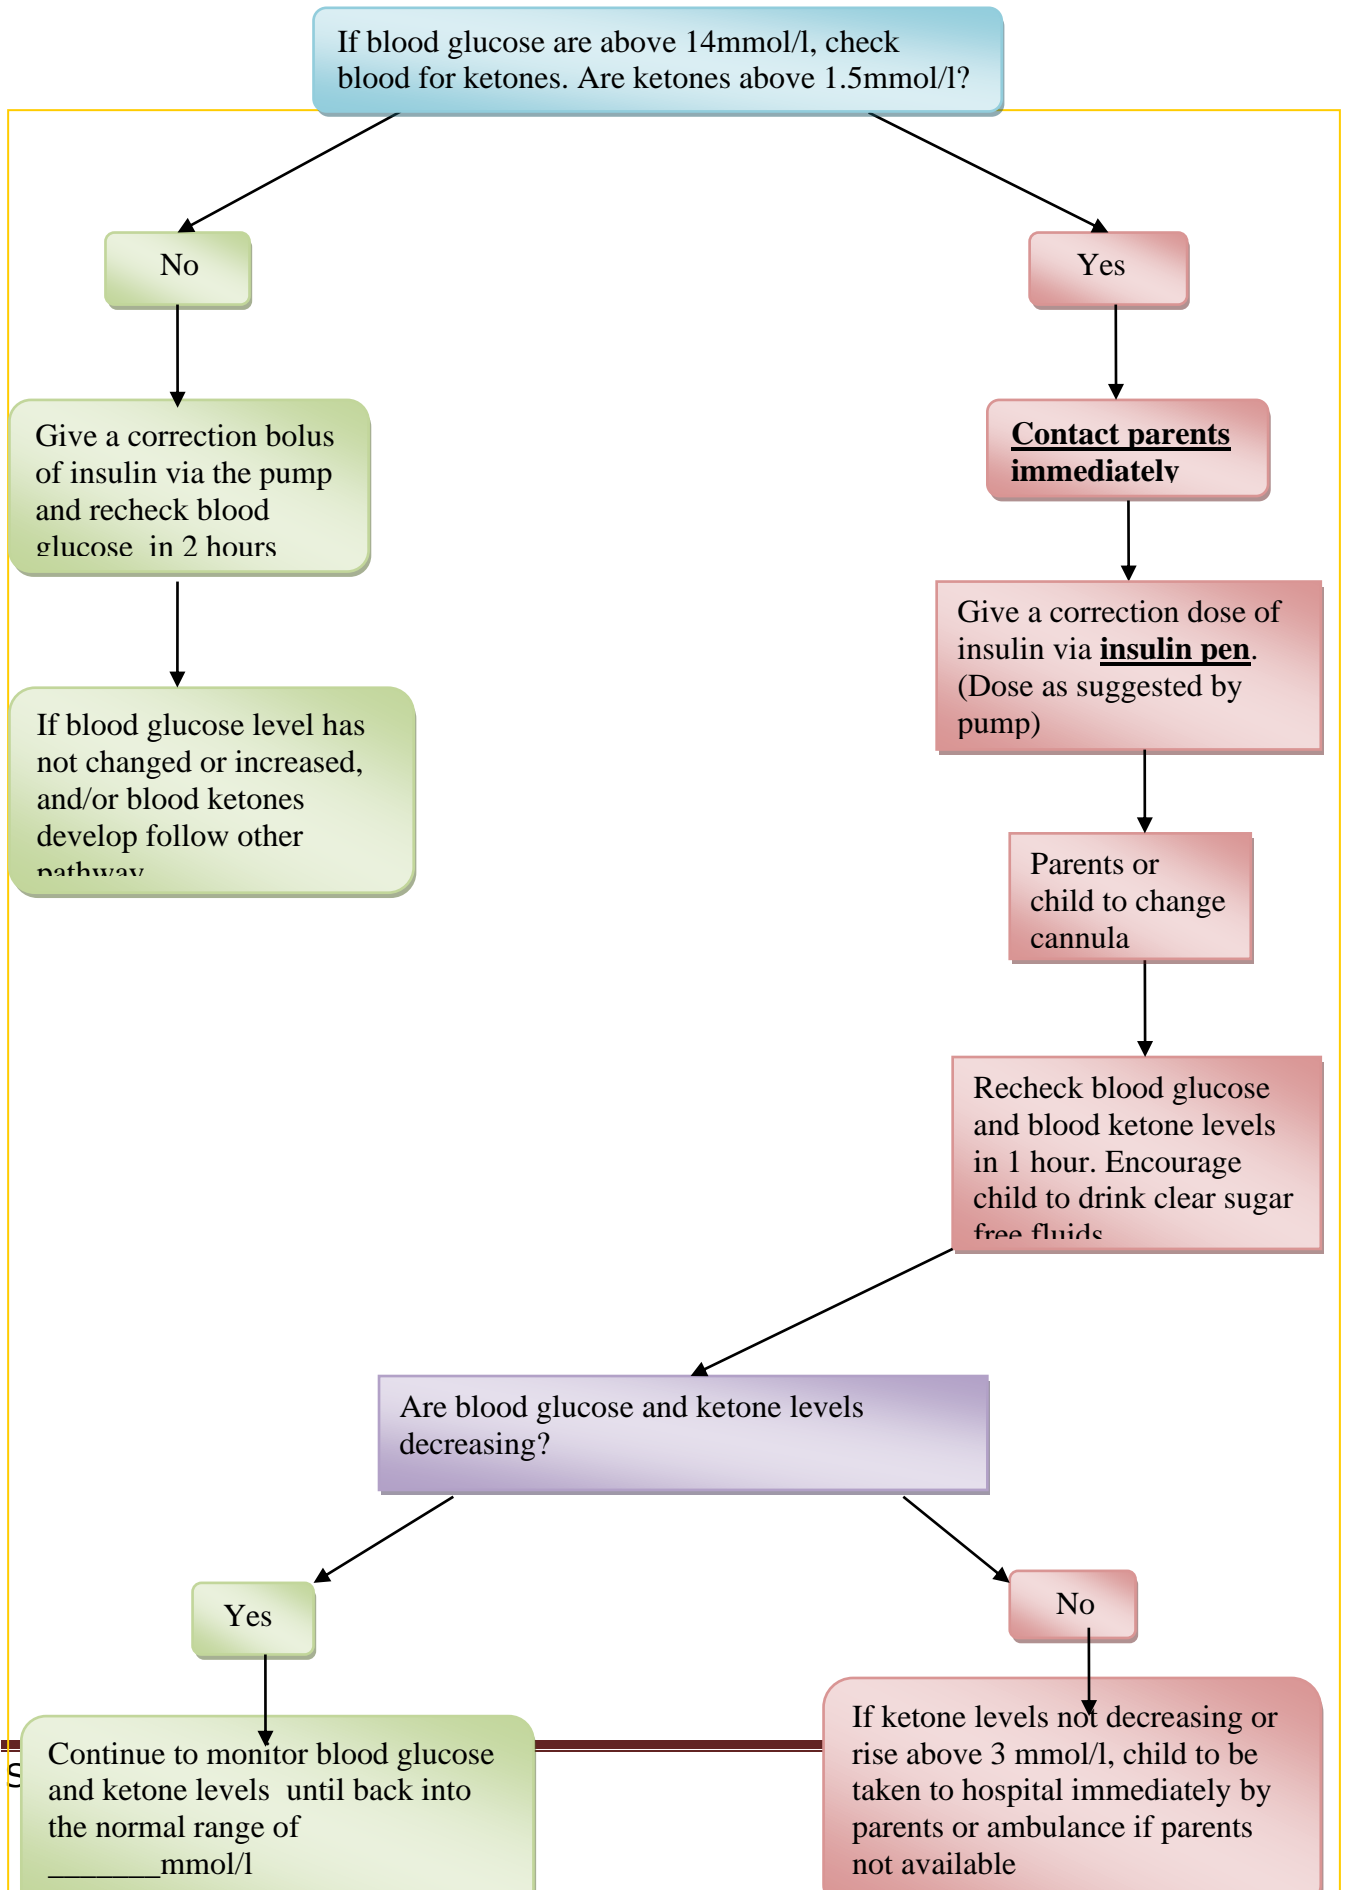 If blood glucose are above 14mmol/l, check
blood for ketones. Are ketones above 1.5mmol/l?
No
Yes
Give a correction bolus
of insulin via the pump
and recheck blood
glucose  in 2 hours
Contact parents
immediately
Give a correction dose of
insulin via insulin pen.
(Dose as suggested by
pump)
If blood glucose level has
not changed or increased,
and/or blood ketones
develop follow other
pathway
Parents or
child to change
cannula
Recheck blood glucose
and blood ketone levels
in 1 hour. Encourage
child to drink clear sugar
free fluids
Are blood glucose and ketone levels
decreasing?
Yes
No
Continue to monitor blood glucose
and ketone levels  until back into
the normal range of
_______mmol/l
If ketone levels not decreasing or
rise above 3 mmol/l, child to be
taken to hospital immediately by
parents or ambulance if parents
not available